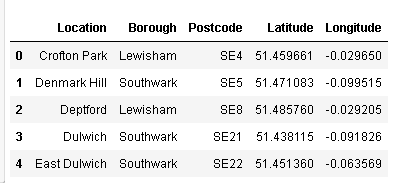 Location Borough Postcode Latitude Longitude
0 Crofton Park Lewisham SE4 51.459661 -0.029650
1 Denmark Hill Southwark SE5 51.471083 -0.099515
2 Deptford Lewisham SE8 51.485760 -0.029205
3 Dulwich Southwark SE21 51.438115 -0.091826
4 East Dulwich Southwark SE22 51.451360 -0.063569